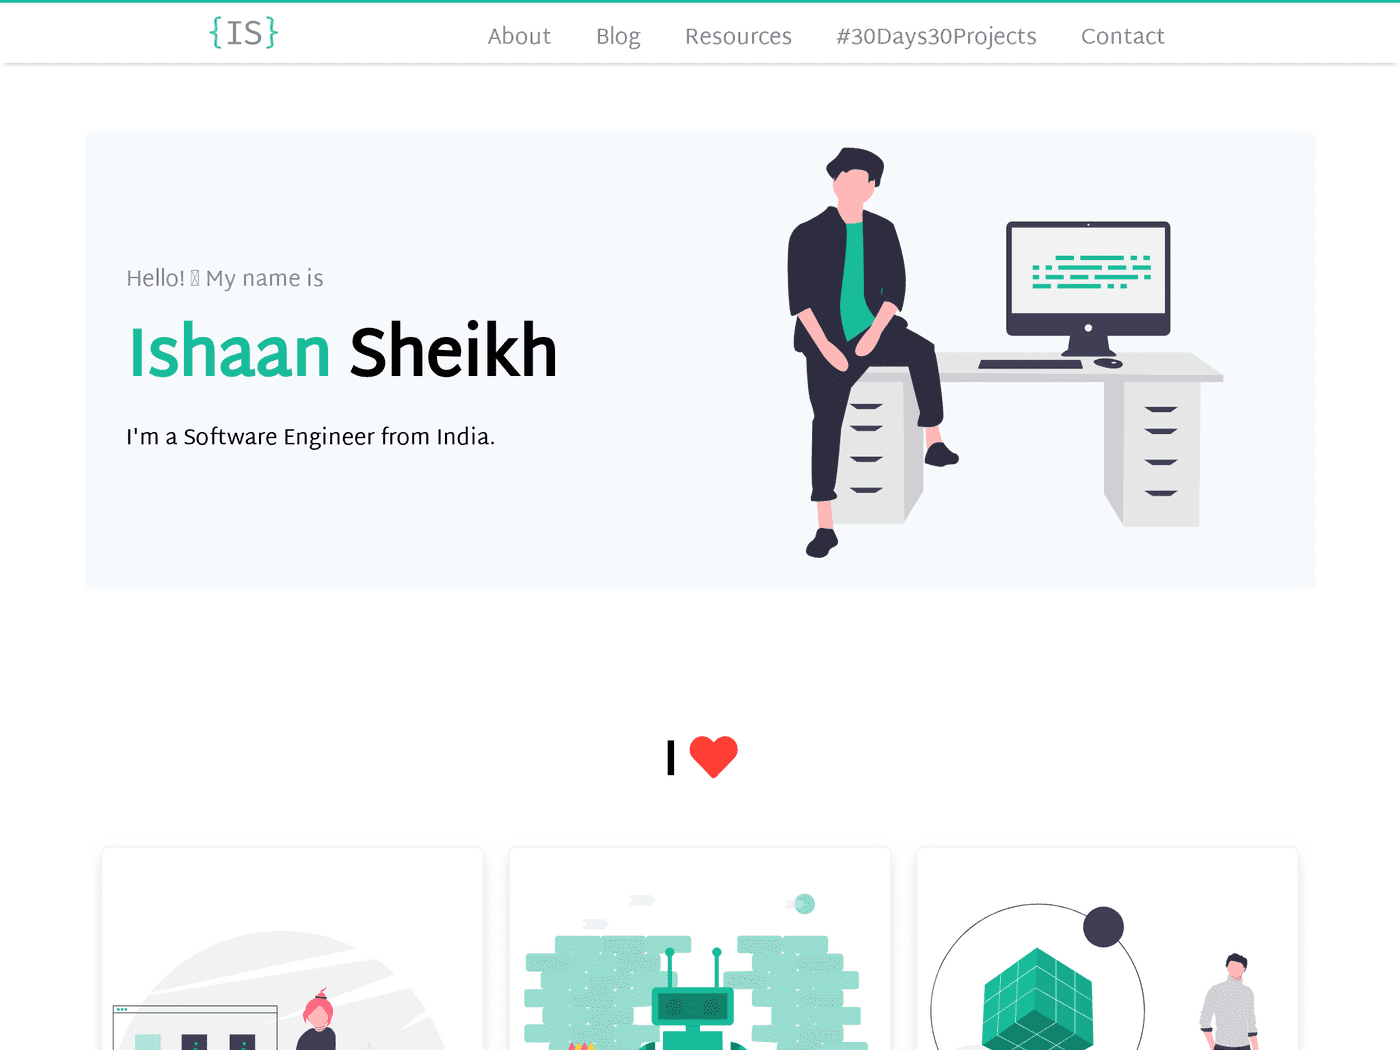 {IS}
About Blog Resources #30Days30Projects Contact
Hello! My name is
Ishaan Sheikh
I'm a Software Engineer from India.
I ❤